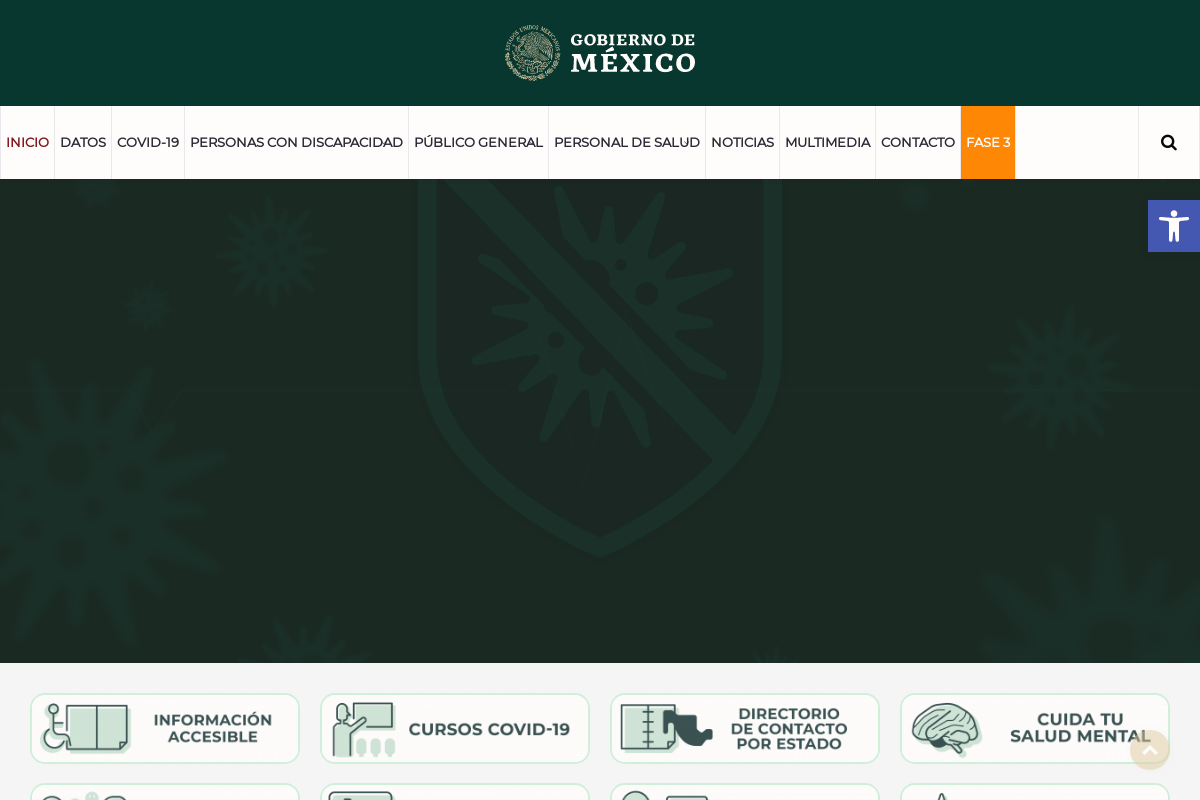 GOBIERNO DE
MÉXICO
INICIO DATOS COVID-19 PERSONAS CON DISCAPACIDAD PÚBLICO GENERAL PERSONAL DE SALUD NOTICIAS MULTIMEDIA CONTACTO FASE 3
INFORMACIÓN
ACCESIBLE
CURSOS COVID-19
DIRECTORIO
DE CONTACTO
POR ESTADO
CUIDA TU
SALUD MENTAL